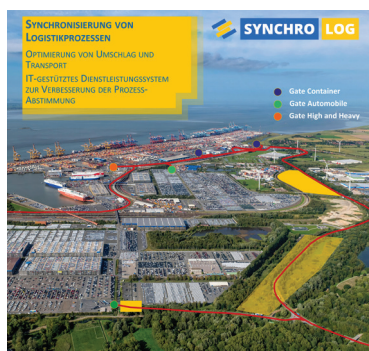 SYNCHRONISIERUNG VON
LOGISTIKPROZESSEN
OPTIMIERUNG VON UMSCHLAG UND
TRANSPORT
IT-GESTÜTZTES DIENSTLEISTUNGSSYSTEM
ZUR VERBESSERUNG DER PROZESS-
ABSTIMMUNG
SYNCHRO LOG
Gate Container
Gate Automobile
Gate High and Heavy